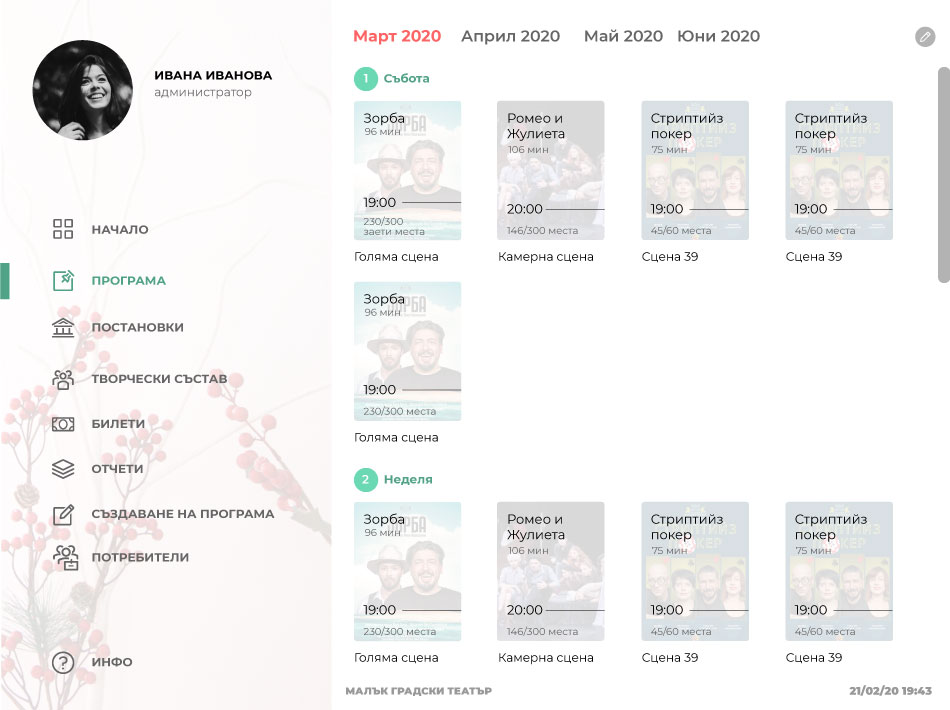 ИВАНА ИВАНОВА
администратор
НАЧАЛО
ПРОГРАМА
ПОСТАНОВКИ
ТВОРЧЕСКИ СЪСТАВ
БИЛЕТИ
ОТЧЕТИ
СЪЗДАВАНЕ НА ПРОГРАМА
ПОТРЕБИТЕЛИ
? ИНФО
Март 2020 Април 2020 Май 2020 Юни 2020
1 Събота
Зорба
96 мин
19:00
230/300
заети места
Голяма сцена
Ромео и
Жулиета
106 мин
20:00
146/300 места
Камерна сцена
Стриптийз
покер
75 мин
19:00
45/60 места
Сцена 39
Стриптийз
покер
75 мин
19:00
45/60 места
Сцена 39
Зорба
96 мин
19:00
230/300 места
Голяма сцена
2 Неделя
Зорба
96 мин
19:00
230/300 места
Голяма сцена
Ромео и
Жулиета
106 мин
20:00
146/300 места
Камерна сцена
Стриптийз
покер
75 мин
19:00
45/60 места
Сцена 39
Стриптийз
покер
75 мин
19:00
45/60 места
Сцена 39
МАЛЪК ГРАДСКИ ТЕАТЪР
21/02/20 19:43